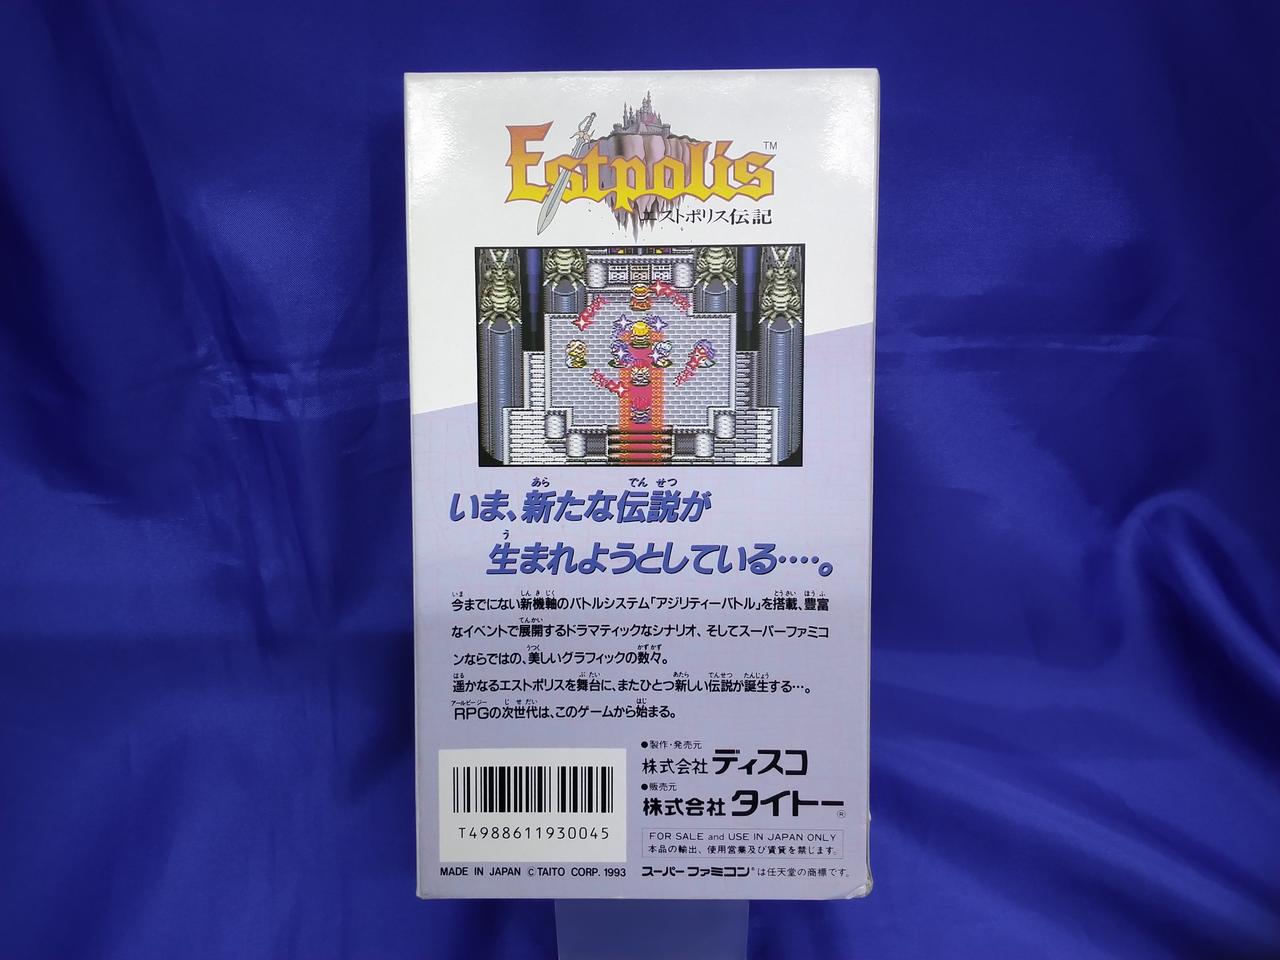 Estpolis™
エストポリス伝記
いま、新たな伝説が
生まれようとしている‥‥。
今までにない新機軸のバトルシステム「アジリティーバトル」を搭載、豊富
なイベントで展開するドラマティックなシナリオ、そしてスーパーファミコ
ンならではの、美しいグラフィックの数々。
遥かなるエストポリスを舞台に、またひとつ新しい伝説が誕生する…。
RPGの次世代は、このゲームから始まる。
●製作・発売元
株式会社ディスコ
●販売元
株式会社タイトー®
T4988611930045
FOR SALE and USE IN JAPAN ONLY
本品の輸出、使用営業及び賃貸を禁じます。
MADE IN JAPAN ©TAITO CORP. 1993
スーパーファミコン®は任天堂の商標です。